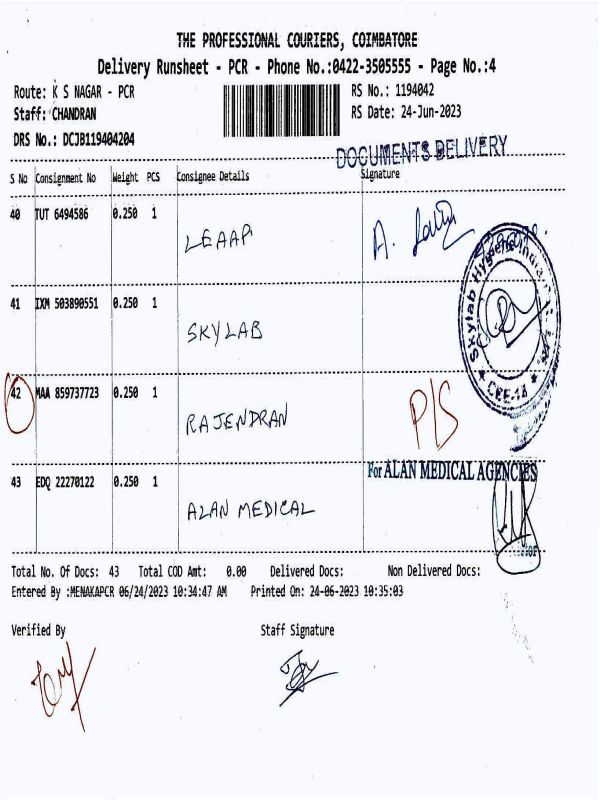 THE PROFESSIONAL COURIERS, COIMBATORE
Delivery Runsheet - PCR - Phone No.:0422-3505555 - Page No.:4
Route: K S NAGAR - PCR RS No.: 1194042
Staff: CHANDRAN RS Date: 24-Jun-2023
DRS No.: DCJB119404204
DOCUMENTS DELIVERY
S No Consignment No Weight PCS Consignee Details Signature
40 TUT 6494586 0.250 1 LEAAP A.
Skylab Hygiene India
41 IXM 503890551 0.250 1 SKYLAB
CBE-18
42 MAA 859737723 0.250 1 RAJENDRAN P/S
For ALAN MEDICAL AGENCIES
43 EDQ 22270122 0.250 1 ALAN MEDICAL
Total No. Of Docs: 43 Total COD Amt: 0.00 Delivered Docs: Non Delivered Docs:
Entered By :MENAKAPCR 06/24/2023 10:34:47 AM Printed On: 24-06-2023 10:35:03
Verified By Staff Signature